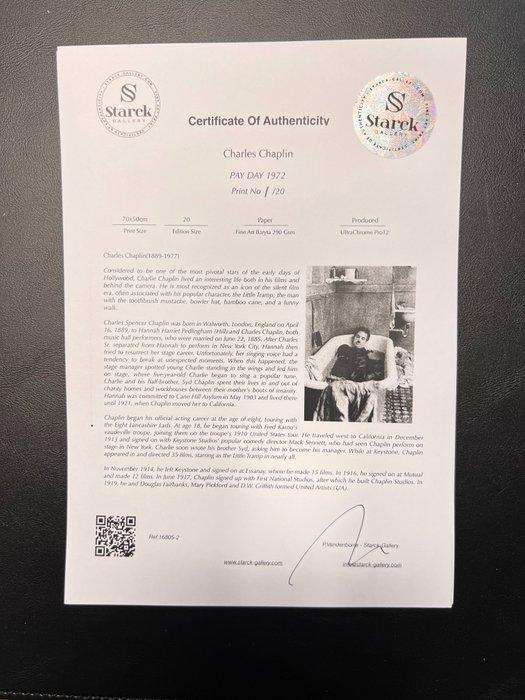 Starck
GALLERY
Starck
GALLERY
Certificate Of Authenticity
Charles Chaplin
PAY DAY 1972
Print No 1 /20
70x50cm 20 Paper Produced
Print Size Edition Size Fine Art Baryta 290 Gsm UltraChrome Pro12
Charles Chaplin(1889-1977)
Considered to be one of the most pivotal stars of the early days of
Hollywood, Charlie Chaplin lived an interesting life both in his films and
behind the camera. He is most recognized as an icon of the silent film
era, often associated with his popular character, the Little Tramp; the man
with the toothbrush mustache, bowler hat, bamboo cane, and a funny
walk.
Charles Spencer Chaplin was born in Walworth, London, England on April
16, 1889, to Hannah Harriet Pedlingham (Hill) and Charles Chaplin, both
music hall performers, who were married on June 22, 1885. After Charles
Sr. separated from Hannah to perform in New York City, Hannah then
tried to resurrect her stage career. Unfortunately, her singing voice had a
tendency to break at unexpected moments. When this happened, the
stage manager spotted young Charlie standing in the wings and led him
on stage, where five-year-old Charlie began to sing a popular tune.
Charlie and his half-brother, Syd Chaplin spent their lives in and out of
charity homes and workhouses between their mother's bouts of insanity.
Hannah was committed to Cane Hill Asylum in May 1903 and lived there
until 1921, when Chaplin moved her to California.
Chaplin began his official acting career at the age of eight, touring with
the Eight Lancashire Lads. At age 18, he began touring with Fred Karno's
vaudeville troupe, joining them on the troupe's 1910 United States tour. He traveled west to California in December
1913 and signed on with Keystone Studios' popular comedy director Mack Sennett, who had seen Chaplin perform on
stage in New York. Charlie soon wrote his brother Syd, asking him to become his manager. While at Keystone, Chaplin
appeared in and directed 35 films, starring as the Little Tramp in nearly all.
In November 1914, he left Keystone and signed on at Essanay, where he made 15 films. In 1916, he signed on at Mutual
and made 12 films. In June 1917, Chaplin signed up with First National Studios, after which he built Chaplin Studios. In
1919, he and Douglas Fairbanks, Mary Pickford and D.W. Griffith formed United Artists (UA).
Ref:16805-2
P.Vandenborre - Starck Gallery
www.starck-gallery.com info@starck-gallery.com